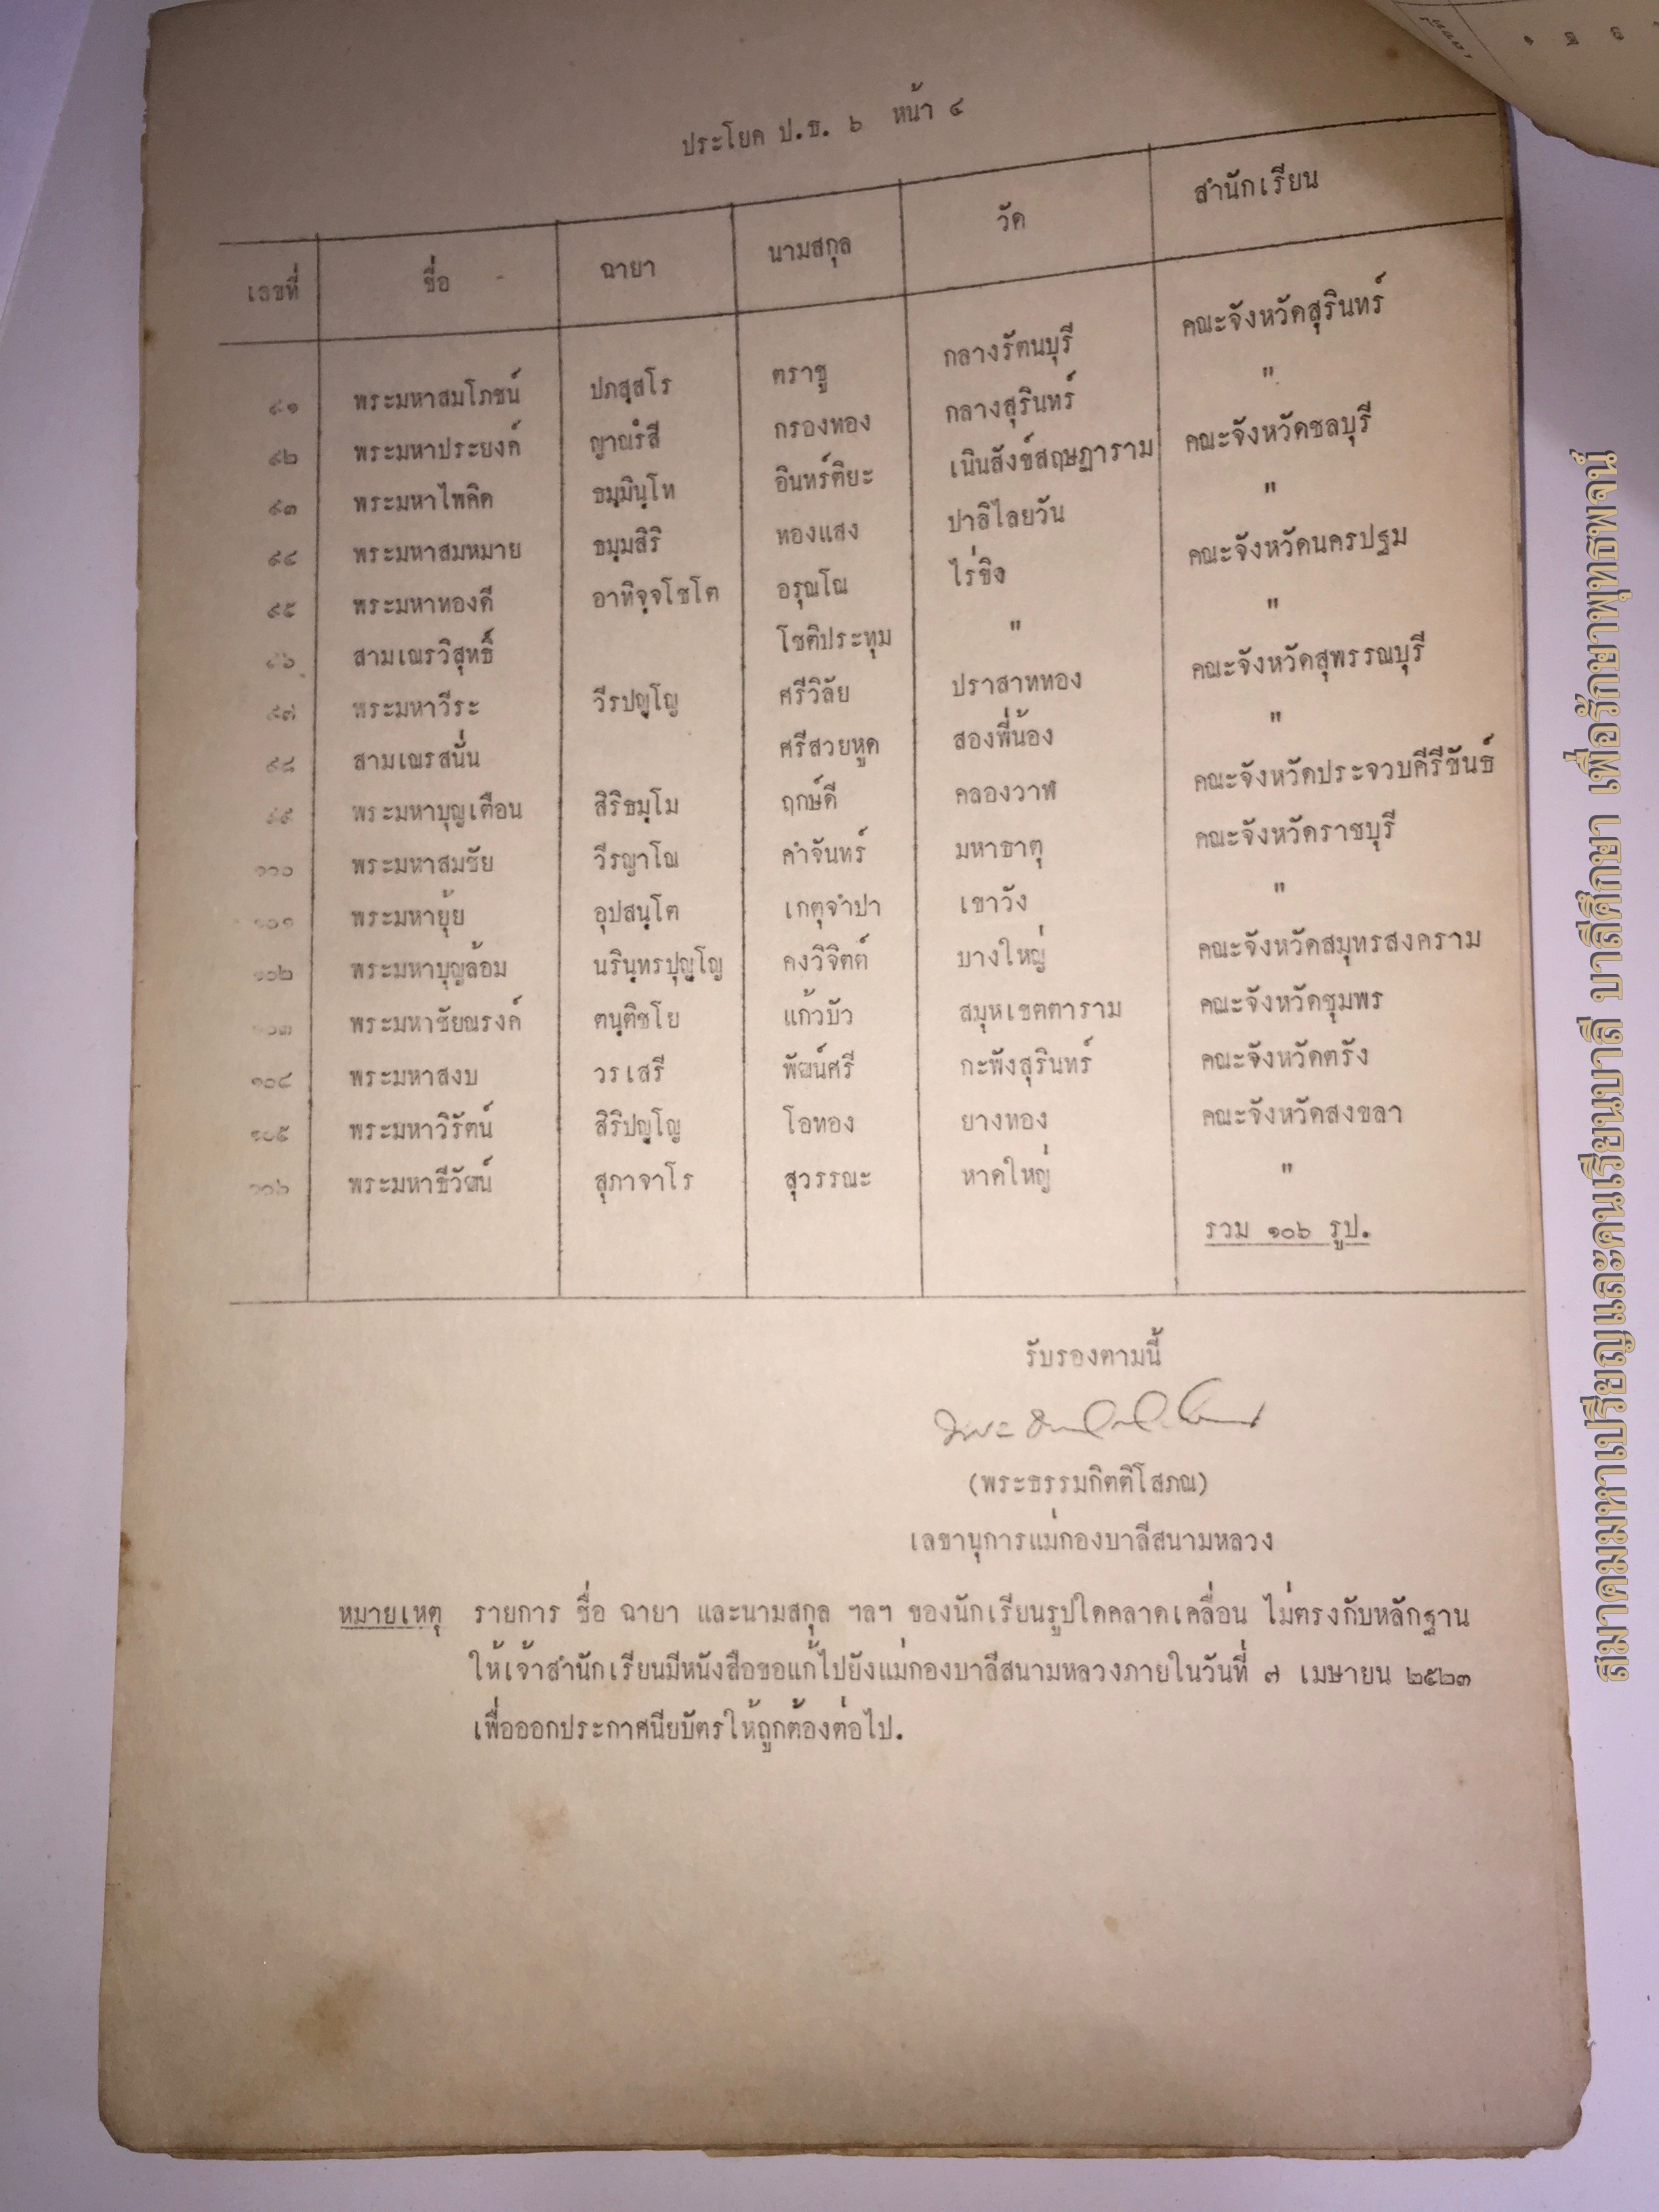 ประโยค ป.ธ. ๖ หน้า ๔
เลขที่ ชื่อ ฉายา นามสกุล วัด สำนักเรียน
๙๑ พระมหาสมโภชน์ ปภสฺสโร ตราชู กลางรัตนบุรี คณะจังหวัดสุรินทร์
๙๒ พระมหาประยงค์ ญาณรํสี กรองทอง กลางสุรินทร์ "
๙๓ พระมหาไพคิด ธมฺมินฺโท อินทร์ติยะ เนินสังข์สฤษฎาราม คณะจังหวัดชลบุรี
๙๔ พระมหาสมหมาย ธมฺมสิริ ทองแสง ปาลิไลยวัน "
๙๕ พระมหาทองดี อาทิจฺจโชโต อรุณโณ ไร่ขิง คณะจังหวัดนครปฐม
๙๖ สามเณรวิสุทธิ์ โชติประทุม " "
๙๗ พระมหาวีระ วีรปญฺโญ ศรีวิลัย ปราสาททอง คณะจังหวัดสุพรรณบุรี
๙๘ สามเณรสนั่น ศรีสวยหูด สองพี่น้อง "
๙๙ พระมหาบุญเตือน สิริธมฺโม ฤกษ์ดี คลองวาฬ คณะจังหวัดประจวบคีรีขันธ์
๑๐๐ พระมหาสมชัย วีรญาโณ คำจันทร์ มหาธาตุ คณะจังหวัดราชบุรี
๑๐๑ พระมหายุ้ย อุปสนฺโต เกตุจำปา เขาวัง "
๑๐๒ พระมหาบุญล้อม นรินฺทรปุญฺโญ คงวิจิตต์ บางใหญ่ คณะจังหวัดสมุทรสงคราม
๑๐๓ พระมหาชัยณรงค์ ตนฺติชโย แก้วบัว สมุหเขตตาราม คณะจังหวัดชุมพร
๑๐๔ พระมหาสงบ วรเสรี พัฒน์ศรี กะพังสุรินทร์ คณะจังหวัดตรัง
๑๐๕ พระมหาวิรัตน์ สิริปญฺโญ โอทอง ยางทอง คณะจังหวัดสงขลา
๑๐๖ พระมหาธีวัฒน์ สุภาจาโร สุวรรณะ หาดใหญ่ "
รวม ๑๐๖ รูป.
รับรองตามนี้
(พระธรรมกิตติโสภณ)
เลขานุการแม่กองบาลีสนามหลวง
หมายเหตุ รายการ ชื่อ ฉายา และนามสกุล ฯลฯ ของนักเรียนรูปใดคลาดเคลื่อน ไม่ตรงกับหลักฐาน
ให้เจ้าสำนักเรียนมีหนังสือขอแก้ไปยังแม่กองบาลีสนามหลวงภายในวันที่ ๗ เมษายน ๒๕๒๓
เพื่อออกประกาศนียบัตรให้ถูกต้องต่อไป.
สมาคมมหาเปรียญและคนเรียนบาลี บาลีศึกษา เพื่อรักษาพุทธพจน์